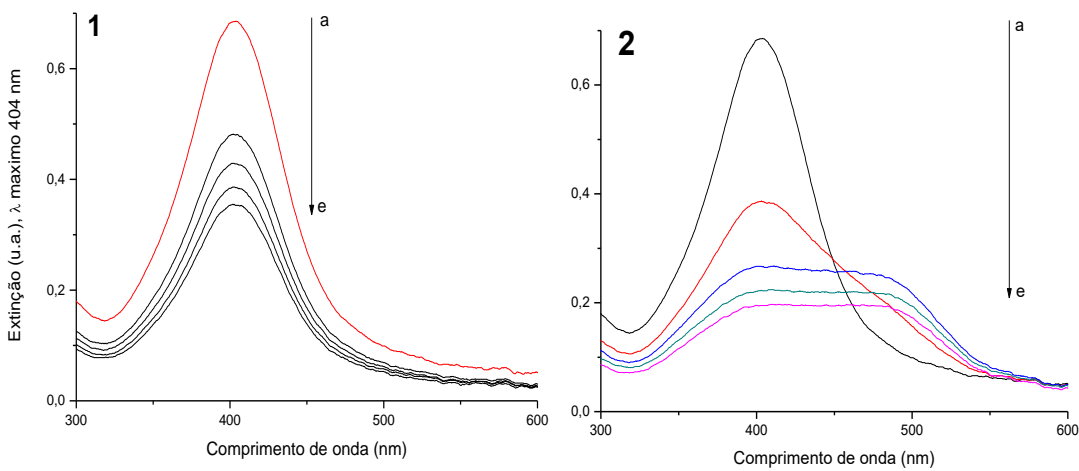 1
a
e
Extinção (u.a.), λ maximo 404 nm
0,6
0,4
0,2
0,0
300
400
500
600
Comprimento de onda (nm)
2
a
e
0,6
0,4
0,2
0,0
300
400
500
600
Comprimento de onda (nm)